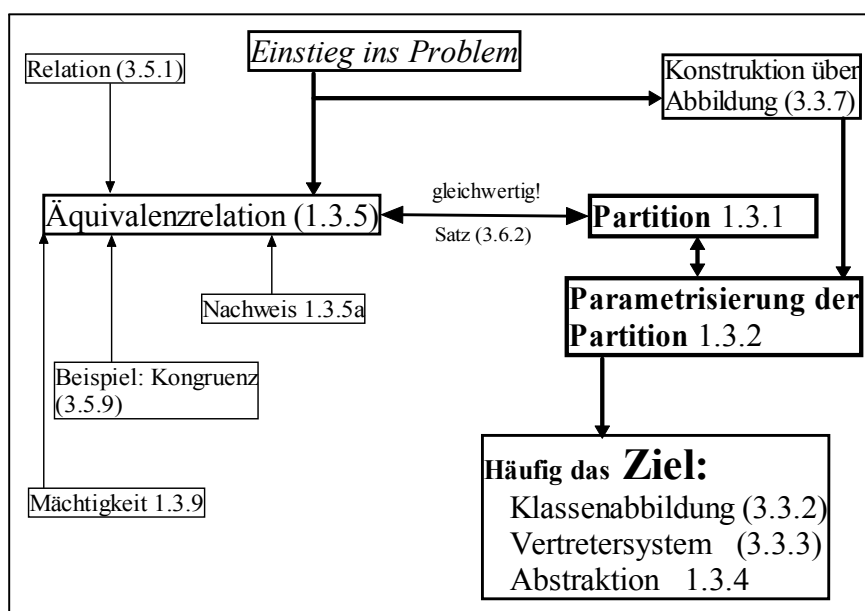 Einstieg ins Problem
Relation (3.5.1)
Konstruktion über
Abbildung (3.3.7)
gleichwertig!
Äquivalenzrelation (1.3.5)
Satz (3.6.2)
Partition 1.3.1
Nachweis 1.3.5a
Parametrisierung der
Partition 1.3.2
Beispiel: Kongruenz
(3.5.9)
Mächtigkeit 1.3.9
Häufig das Ziel:
Klassenabbildung (3.3.2)
Vertretersystem (3.3.3)
Abstraktion 1.3.4